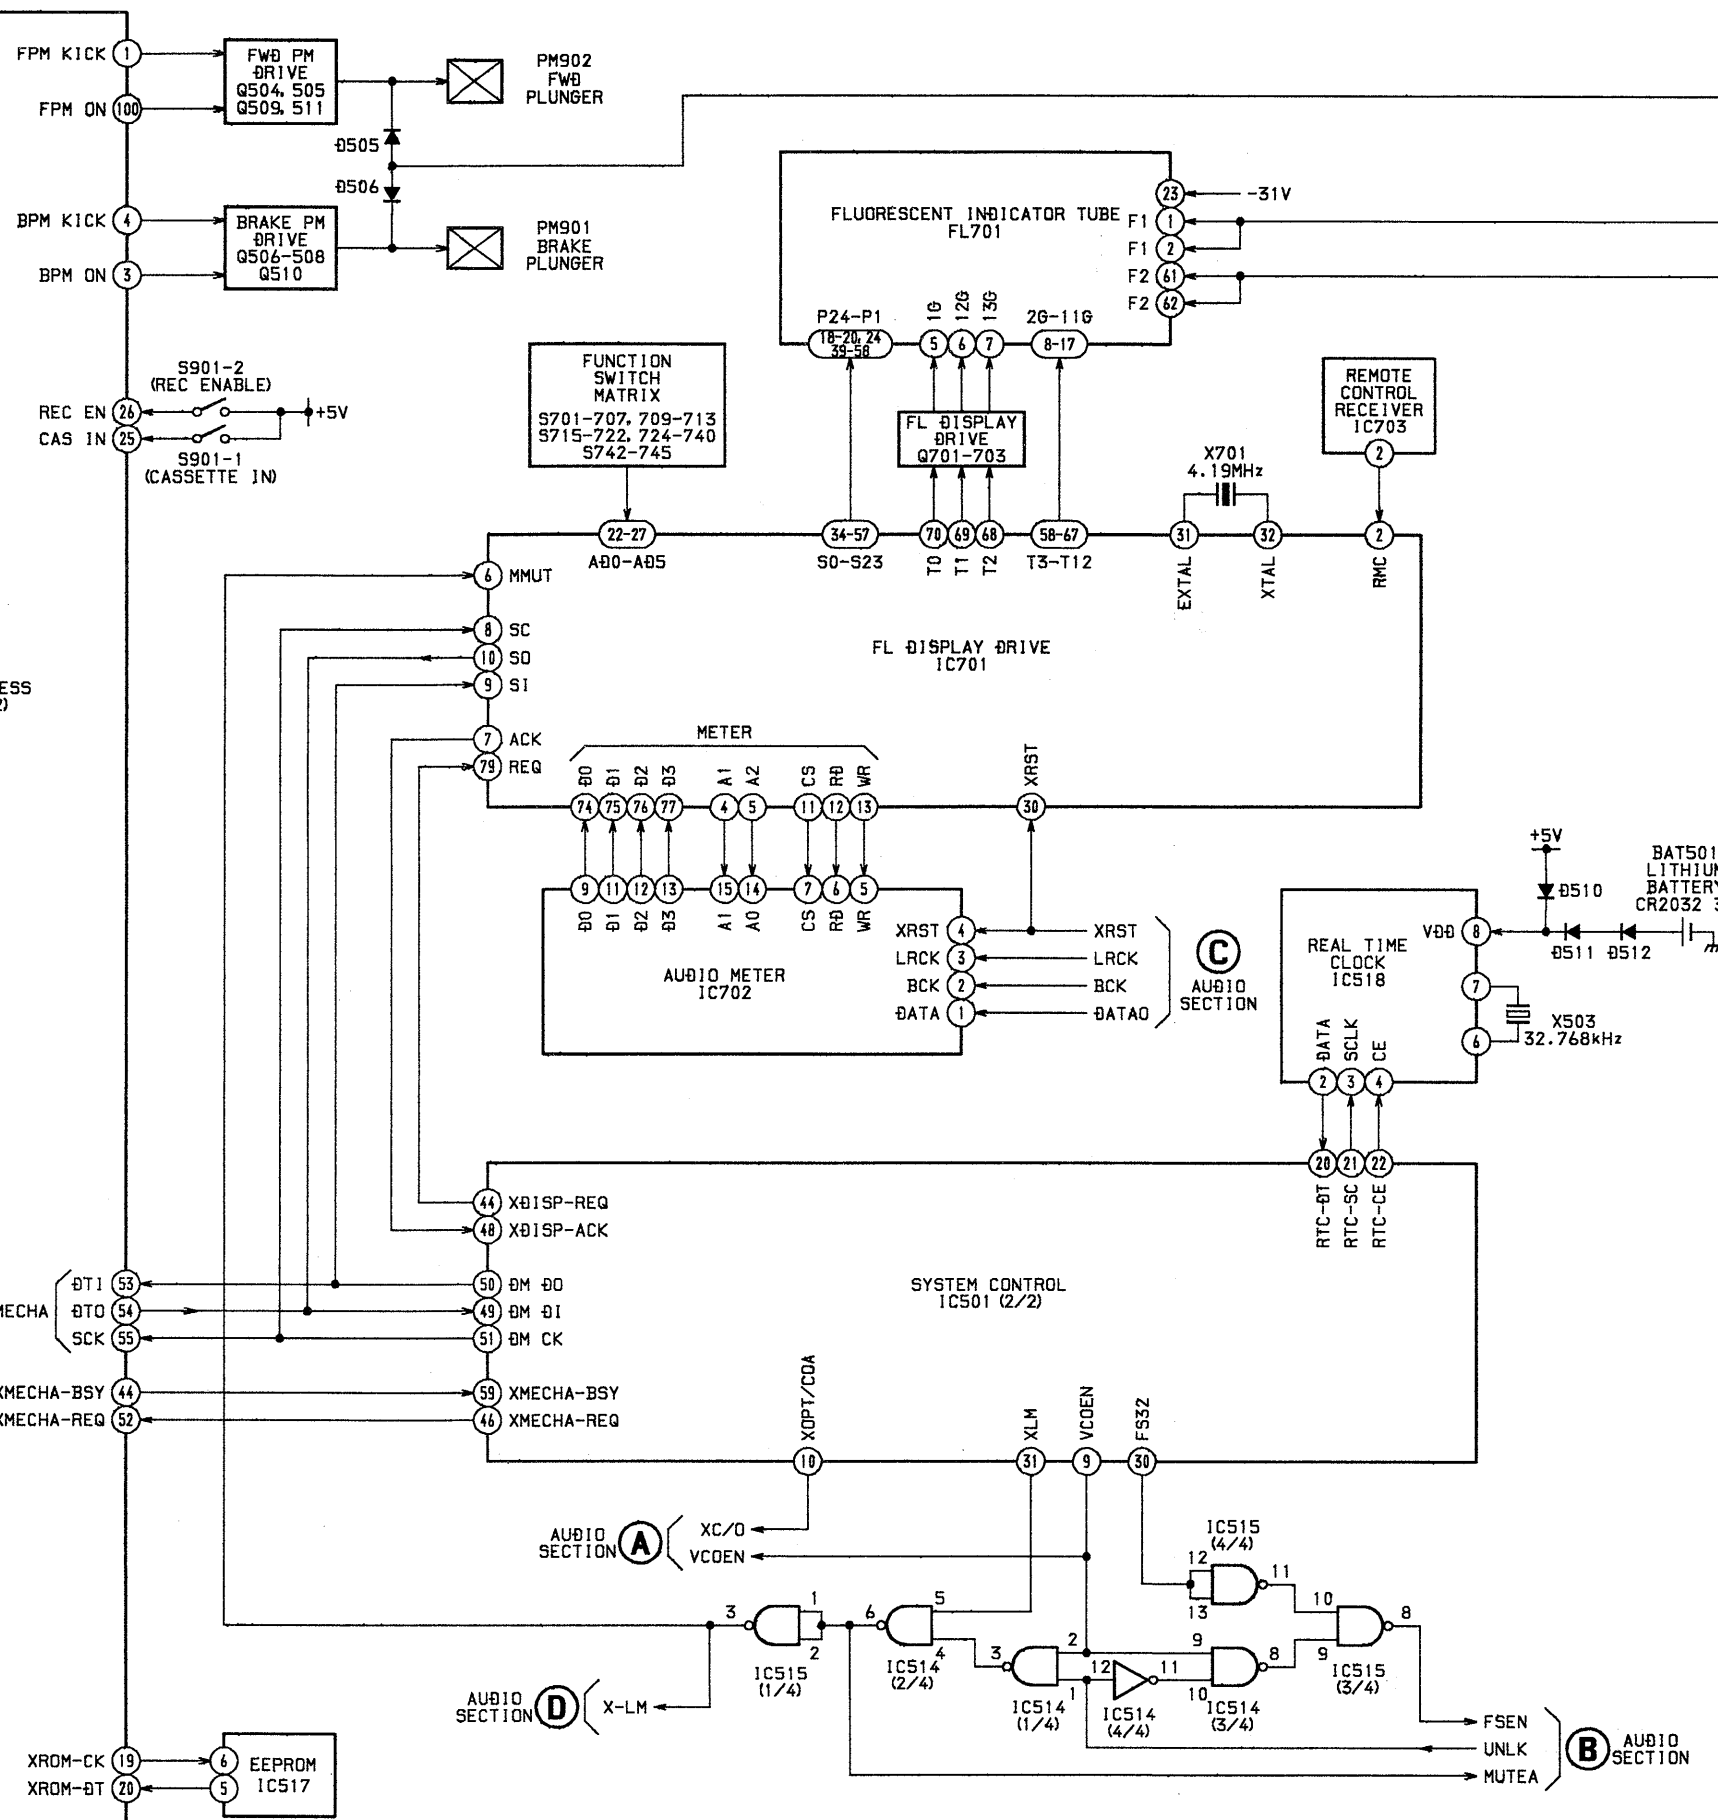 FPM KICK 1
FPM ON 100
FWD PM
DRIVE
Q504, 505
Q509, 511
PM902
FWD
PLUNGER
D505
D506
BPM KICK 4
BPM ON 3
BRAKE PM
DRIVE
Q506-508
Q510
PM901
BRAKE
PLUNGER
S901-2
(REC ENABLE)
REC EN 26
CAS IN 25
+5V
S901-1
(CASSETTE IN)
FLUORESCENT INDICATOR TUBE
FL701
23 -31V
F1 1
F1 2
F2 61
F2 62
P24-P1
18-20, 24
39-58
1G 12G 13G
5 6 7
2G-11G
8-17
FUNCTION
SWITCH
MATRIX
S701-707, 709-713
S715-722, 724-740
S742-745
FL DISPLAY
DRIVE
Q701-703
X701
4.19MHz
REMOTE
CONTROL
RECEIVER
IC703
2
22-27
AD0-AD5
34-57
S0-S23
70 69 68
T0 T1 T2
58-67
T3-T12
31 32 2
EXTAL XTAL RMC
6 MMUT
8 SC
10 SO
9 SI
7 ACK
79 REQ
FL DISPLAY DRIVE
IC701
ESS
2)
METER
D0 D1 D2 D3 A1 A2 CS RD WR XRST
74 75 76 77 4 5 11 12 13 30
9 11 12 13 15 14 7 6 5
D0 D1 D2 D3 A1 A0 CS RD WR
AUDIO METER
IC702
XRST 4 XRST
LRCK 3 LRCK
BCK 2 BCK
DATA 1 DATAO
C
AUDIO
SECTION
+5V
D510
BAT501
LITHIUM
BATTERY
CR2032 3
D511 D512
REAL TIME
CLOCK
IC518
VDD 8
7
6
X503
32.768kHz
DATA SCLK CE
2 3 4
20 21 22
RTC-DT RTC-SC RTC-CE
44 XDISP-REQ
48 XDISP-ACK
SYSTEM CONTROL
IC501 (2/2)
MECHA
DTI 53
DTO 54
SCK 55
50 DM DO
49 DM DI
51 DM CK
XMECHA-BSY 44
XMECHA-REQ 52
59 XMECHA-BSY
46 XMECHA-REQ
XOPT/COA XLM VCOEN FS32
10 31 9 30
AUDIO
SECTION
A
XC/O
VCOEN
IC515
(4/4)
12 13 11
10 9 8
IC515
(3/4)
3 1 2
IC515
(1/4)
6 5 4
IC514
(2/4)
3 2 1
IC514
(1/4)
12 11
IC514
(4/4)
9 10 8
IC514
(3/4)
AUDIO
SECTION
D
X-LM
FSEN
UNLK
MUTEA
B
AUDIO
SECTION
XROM-CK 19
XROM-DT 20
6
5
EEPROM
IC517